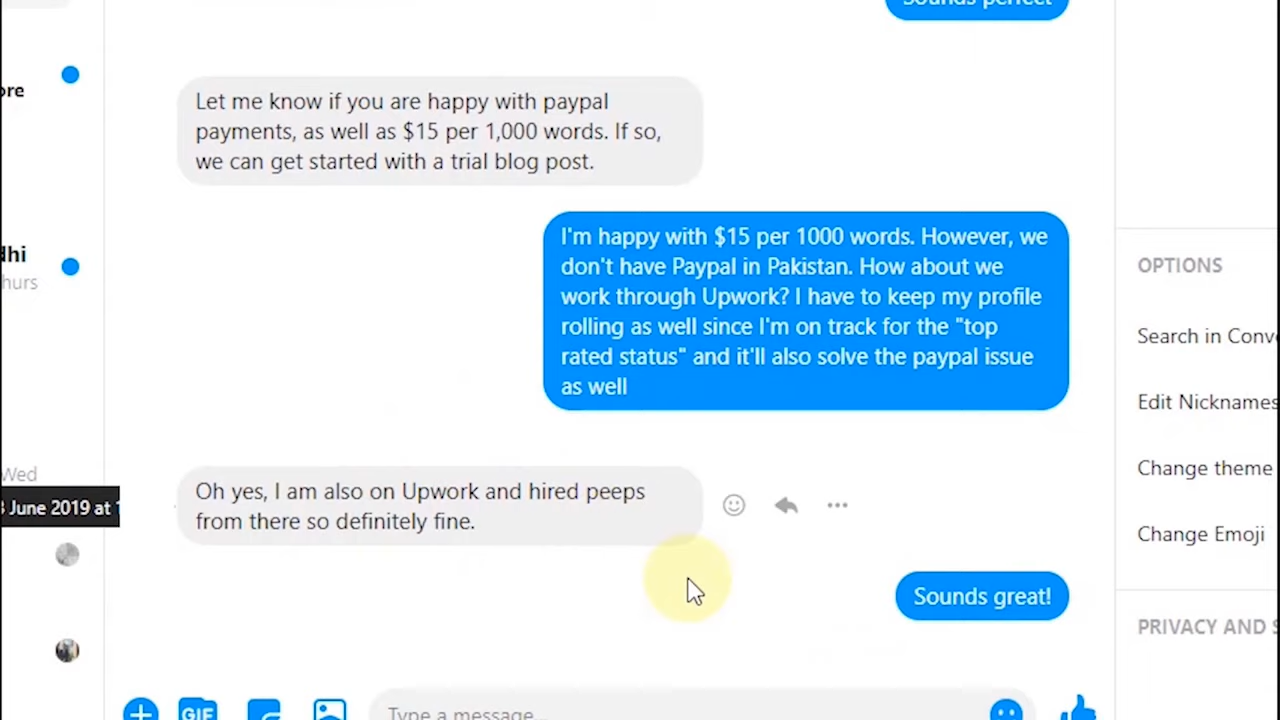 Sounds perfect
ore
Let me know if you are happy with paypal
payments, as well as $15 per 1,000 words. If so,
we can get started with a trial blog post.
I'm happy with $15 per 1000 words. However, we
don't have Paypal in Pakistan. How about we
work through Upwork? I have to keep my profile
rolling as well since I'm on track for the "top
rated status" and it'll also solve the paypal issue
as well
dhi
hurs
OPTIONS
Search in Conv
Edit Nicknames
Change theme
Change Emoji
Wed
June 2019 at
Oh yes, I am also on Upwork and hired peeps
from there so definitely fine.
Sounds great!
PRIVACY AND
GIF
Type a message...